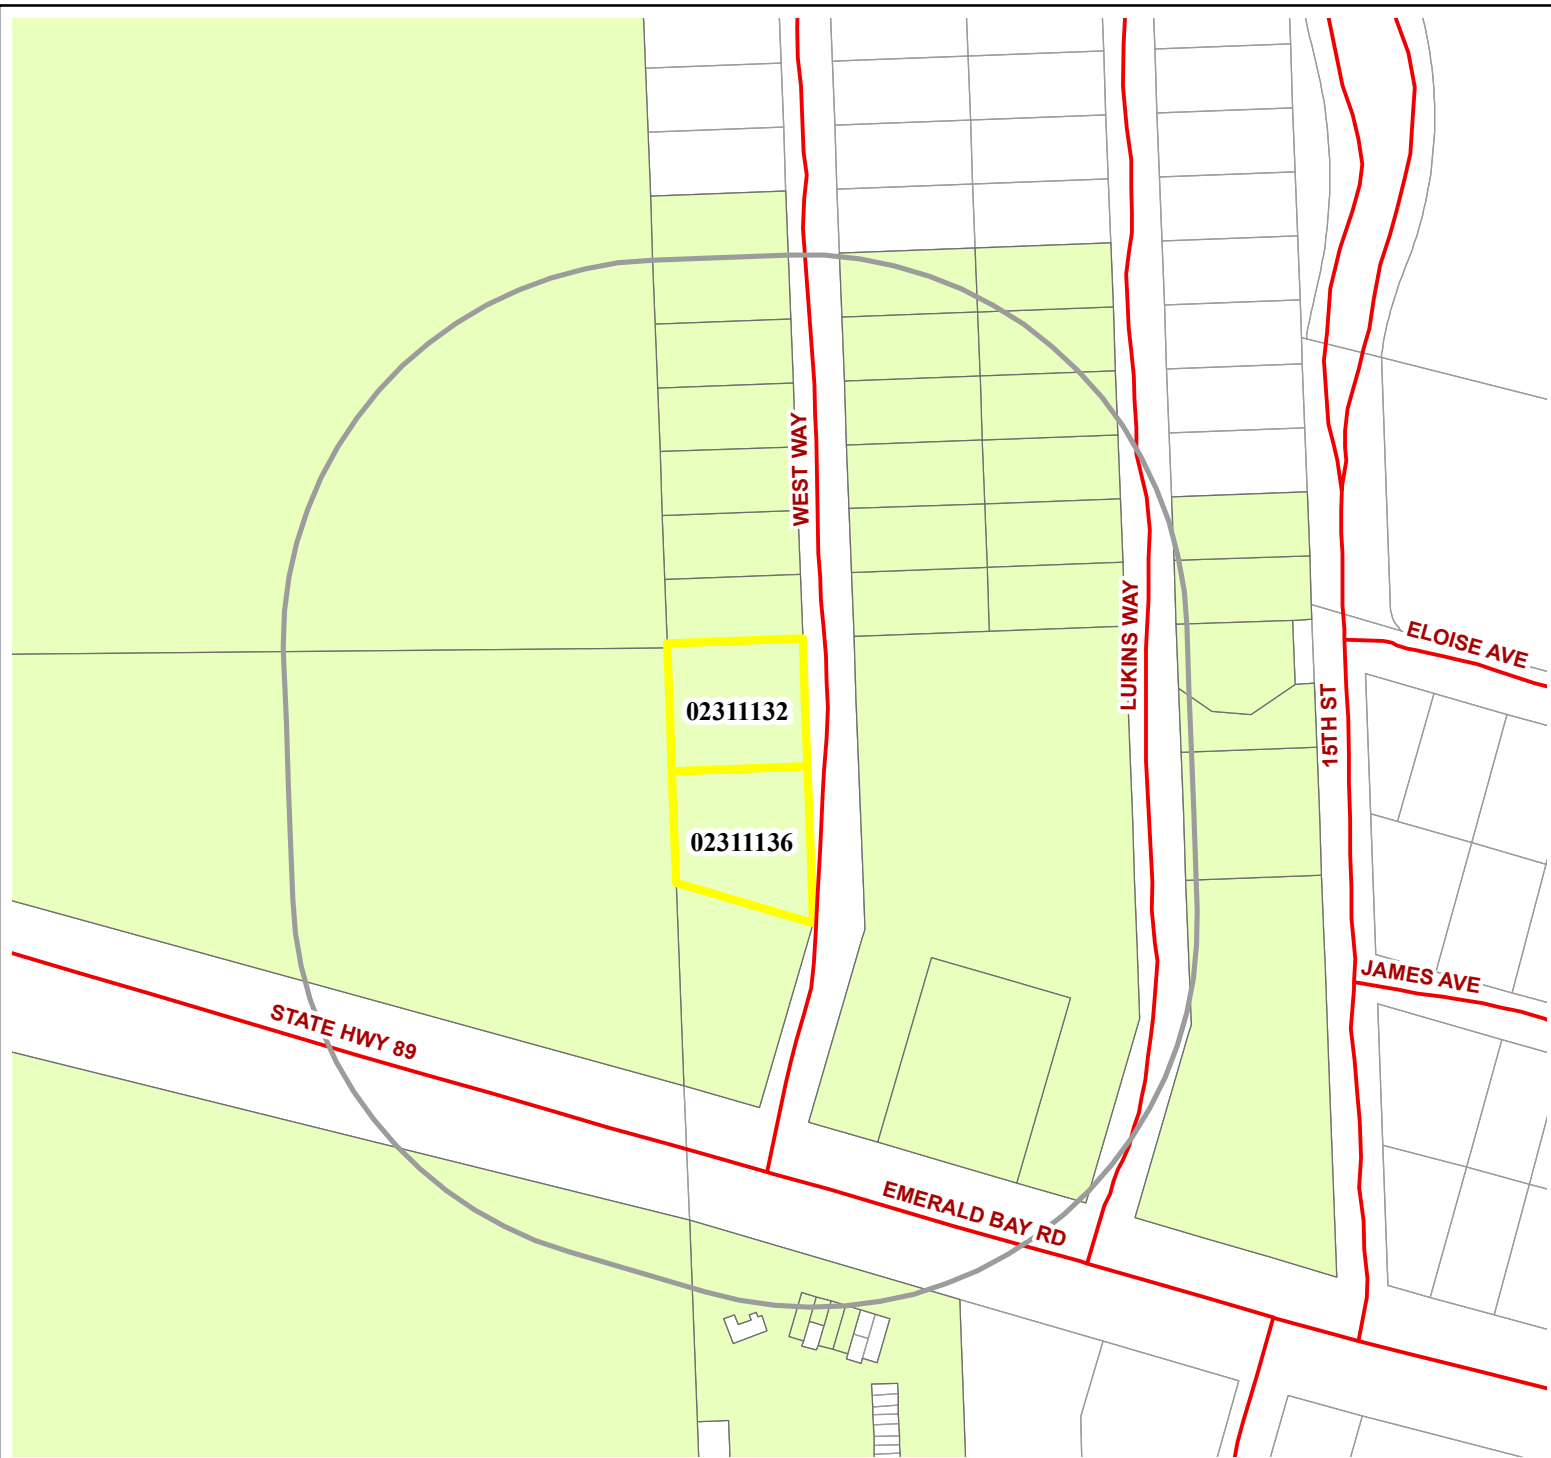 WEST WAY
LUKINS WAY
ELOISE AVE
15TH ST
02311132
02311136
JAMES AVE
STATE HWY 89
EMERALD BAY RD